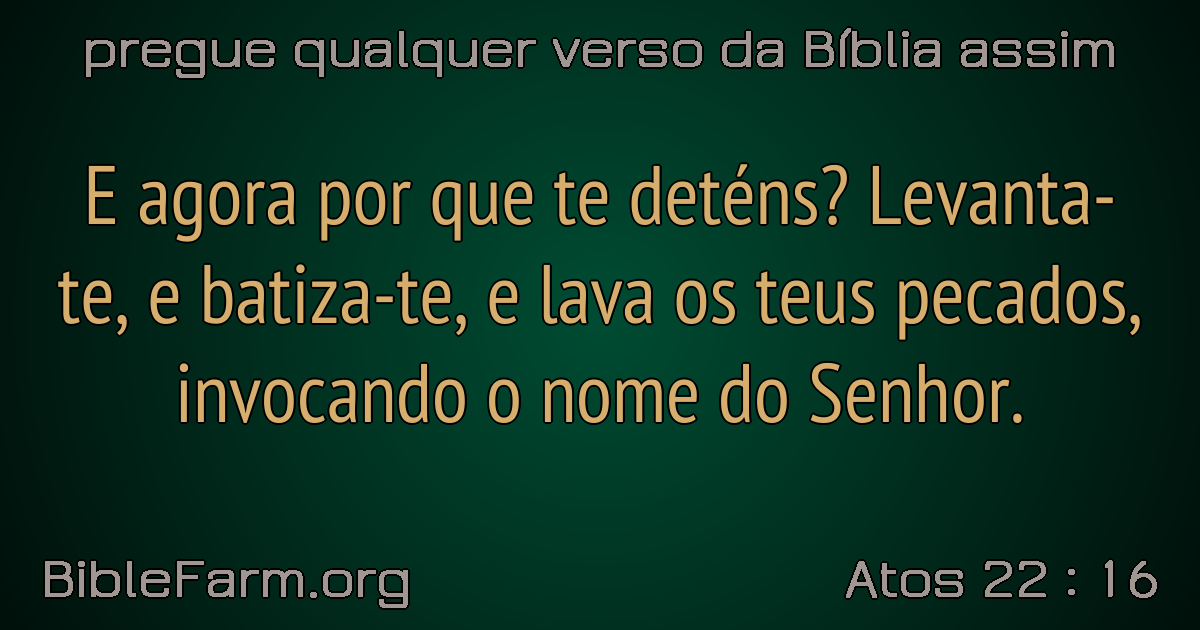 pregue qualquer verso da Bíblia assim
E agora por que te deténs? Levanta-
te, e batiza-te, e lava os teus pecados,
invocando o nome do Senhor.
BibleFarm.org
Atos 22 : 16